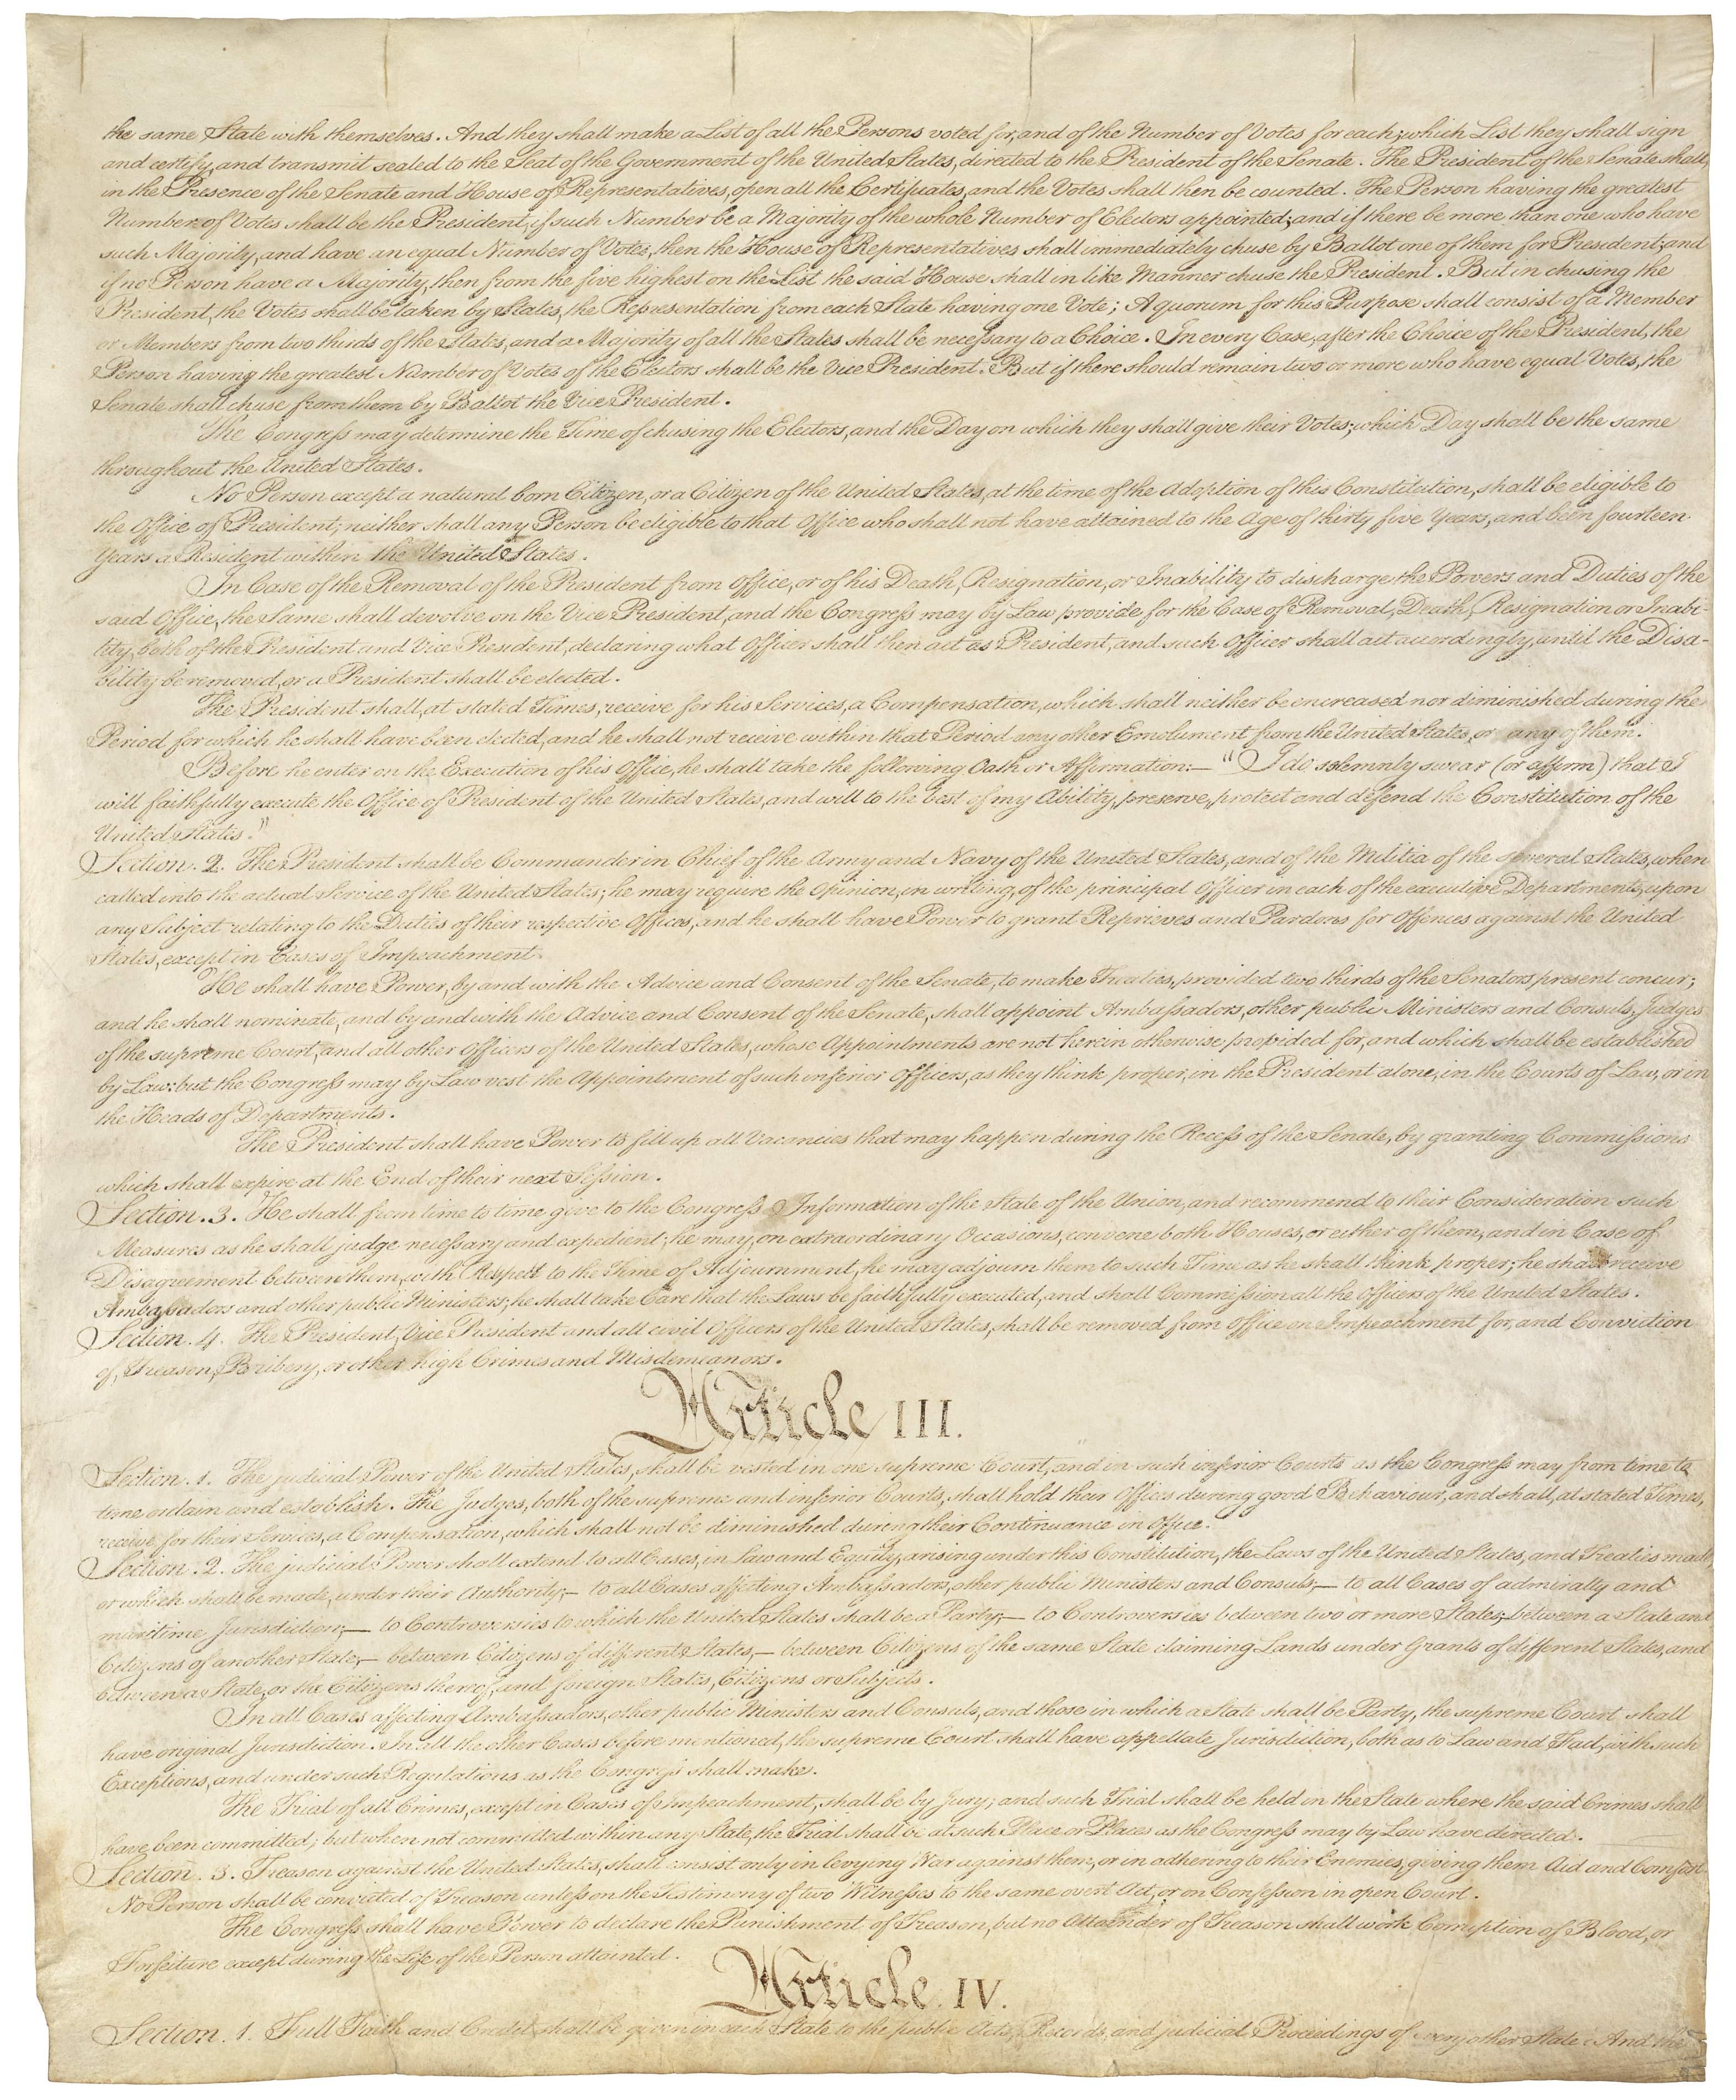 the same State with themselves. And they shall make a List of all the Persons voted for, and of the Number of Votes for each; which List they shall sign
and certify, and transmit sealed to the Seat of the Government of the United States, directed to the President of the Senate. The President of the Senate shall,
in the Presence of the Senate and House of Representatives, open all the Certificates, and the Votes shall then be counted. The Person having the greatest
Number of Votes shall be the President, if such Number be a Majority of the whole Number of Electors appointed; and if there be more than one who have
such Majority, and have an equal Number of Votes, then the House of Representatives shall immediately chuse by Ballot one of them for President; and
if no Person have a Majority, then from the five highest on the List the said House shall in like Manner chuse the President. But in chusing the
President, the Votes shall be taken by States, the Representation from each State having one Vote; A quorum for this Purpose shall consist of a Member
or Members from two thirds of the States, and a Majority of all the States shall be necessary to a Choice. In every Case, after the Choice of the President, the
Person having the greatest Number of Votes of the Electors shall be the Vice President. But if there should remain two or more who have equal Votes, the
Senate shall chuse from them by Ballot the Vice President.
The Congress may determine the Time of chusing the Electors, and the Day on which they shall give their Votes; which Day shall be the same
throughout the United States.
No Person except a natural born Citizen, or a Citizen of the United States, at the time of the Adoption of this Constitution, shall be eligible to
the Office of President; neither shall any Person be eligible to that Office who shall not have attained to the Age of thirty five Years, and been fourteen
Years a Resident within the United States.
In Case of the Removal of the President from Office, or of his Death, Resignation, or Inability to discharge the Powers and Duties of the
said Office, the Same shall devolve on the Vice President, and the Congress may by Law provide for the Case of Removal, Death, Resignation or Inabi-
lity, both of the President and Vice President, declaring what Officer shall then act as President, and such Officer shall act accordingly, until the Disa-
bility be removed, or a President shall be elected.
The President shall, at stated Times, receive for his Services, a Compensation, which shall neither be encreased nor diminished during the
Period for which he shall have been elected, and he shall not receive within that Period any other Emolument from the United States, or any of them.
Before he enter on the Execution of his Office, he shall take the following Oath or Affirmation:— "I do solemnly swear (or affirm) that I
will faithfully execute the Office of President of the United States, and will to the best of my Ability, preserve, protect and defend the Constitution of the
United States."
Section. 2. The President shall be Commander in Chief of the Army and Navy of the United States, and of the Militia of the several States, when
called into the actual Service of the United States; he may require the Opinion, in writing, of the principal Officer in each of the executive Departments, upon
any Subject relating to the Duties of their respective Offices, and he shall have Power to grant Reprieves and Pardons for Offences against the United
States, except in Cases of Impeachment.
He shall have Power, by and with the Advice and Consent of the Senate, to make Treaties, provided two thirds of the Senators present concur;
and he shall nominate, and by and with the Advice and Consent of the Senate, shall appoint Ambassadors, other public Ministers and Consuls, Judges
of the supreme Court, and all other Officers of the United States, whose Appointments are not herein otherwise provided for, and which shall be established
by Law: but the Congress may by Law vest the Appointment of such inferior Officers, as they think proper, in the President alone, in the Courts of Law, or in
the Heads of Departments.
The President shall have Power to fill up all Vacancies that may happen during the Recess of the Senate, by granting Commissions
which shall expire at the End of their next Session.
Section. 3. He shall from time to time give to the Congress Information of the State of the Union, and recommend to their Consideration such
Measures as he shall judge necessary and expedient; he may, on extraordinary Occasions, convene both Houses, or either of them, and in Case of
Disagreement between them, with Respect to the Time of Adjournment, he may adjourn them to such Time as he shall think proper; he shall receive
Ambassadors and other public Ministers; he shall take Care that the Laws be faithfully executed, and shall Commission all the Officers of the United States.
Section. 4. The President, Vice President and all civil Officers of the United States, shall be removed from Office on Impeachment for, and Conviction
of, Treason, Bribery, or other high Crimes and Misdemeanors.
Article III.
Section. 1. The judicial Power of the United States, shall be vested in one supreme Court, and in such inferior Courts as the Congress may from time to
time ordain and establish. The Judges, both of the supreme and inferior Courts, shall hold their Offices during good Behaviour, and shall, at stated Times,
receive for their Services, a Compensation, which shall not be diminished during their Continuance in Office.
Section. 2. The judicial Power shall extend to all Cases, in Law and Equity, arising under this Constitution, the Laws of the United States, and Treaties made,
or which shall be made, under their Authority;— to all Cases affecting Ambassadors, other public Ministers and Consuls;— to all Cases of admiralty and
maritime Jurisdiction;— to Controversies to which the United States shall be a Party;— to Controversies between two or more States;— between a State and
Citizens of another State;— between Citizens of different States,— between Citizens of the same State claiming Lands under Grants of different States, and
between a State, or the Citizens thereof, and foreign States, Citizens or Subjects.
In all Cases affecting Ambassadors, other public Ministers and Consuls, and those in which a State shall be Party, the supreme Court shall
have original Jurisdiction. In all the other Cases before mentioned, the supreme Court shall have appellate Jurisdiction, both as to Law and Fact, with such
Exceptions, and under such Regulations as the Congress shall make.
The Trial of all Crimes, except in Cases of Impeachment, shall be by Jury; and such Trial shall be held in the State where the said Crimes shall
have been committed; but when not committed within any State, the Trial shall be at such Place or Places as the Congress may by Law have directed.
Section. 3. Treason against the United States, shall consist only in levying War against them, or in adhering to their Enemies, giving them Aid and Comfort.
No Person shall be convicted of Treason unless on the Testimony of two Witnesses to the same overt Act, or on Confession in open Court.
The Congress shall have Power to declare the Punishment of Treason, but no Attainder of Treason shall work Corruption of Blood, or
Forfeiture except during the Life of the Person attainted.
Article. IV.
Section. 1. Full Faith and Credit shall be given in each State to the public Acts, Records, and judicial Proceedings of every other State. And the